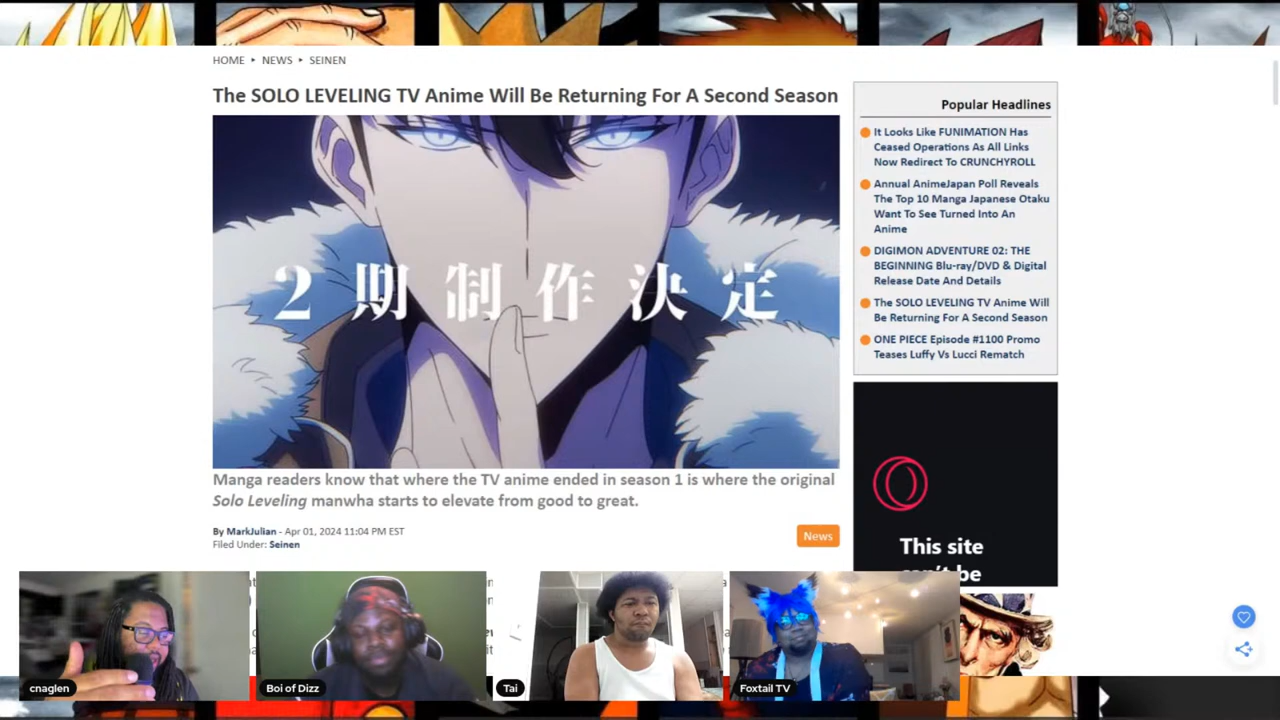 HOME ‣ NEWS ‣ SEINEN
The SOLO LEVELING TV Anime Will Be Returning For A Second Season
2期制作決定
Manga readers know that where the TV anime ended in season 1 is where the original
Solo Leveling manwha starts to elevate from good to great.
By MarkJulian - Apr 01, 2024 11:04 PM EST
Filed Under: Seinen
News
Popular Headlines
It Looks Like FUNIMATION Has
Ceased Operations As All Links
Now Redirect To CRUNCHYROLL
Annual AnimeJapan Poll Reveals
The Top 10 Manga Japanese Otaku
Want To See Turned Into An
Anime
DIGIMON ADVENTURE 02: THE
BEGINNING Blu-ray/DVD & Digital
Release Date And Details
The SOLO LEVELING TV Anime Will
Be Returning For A Second Season
ONE PIECE Episode #1100 Promo
Teases Luffy Vs Lucci Rematch
This site
can't be
cnaglen
Boi of Dizz
Tai
Foxtail TV